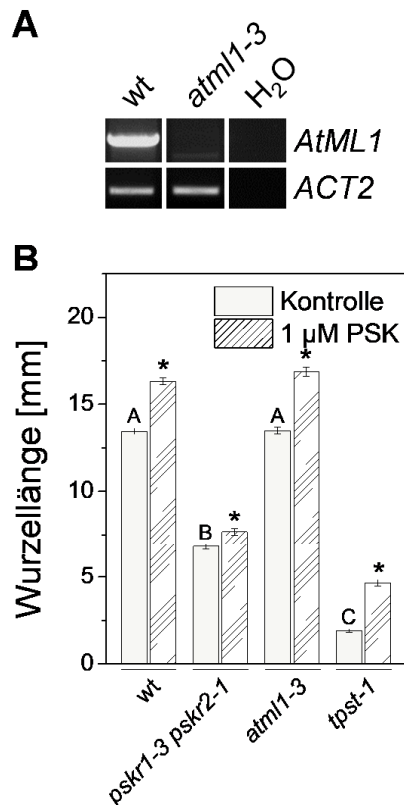 A
wt atml1-3 H₂O
AtML1
ACT2
B
Kontrolle
1 µM PSK
Wurzellänge [mm]
20
15
10
5
0
A * B * A * C *
wt pskr1-3 pskr2-1 atml1-3 tpst-1